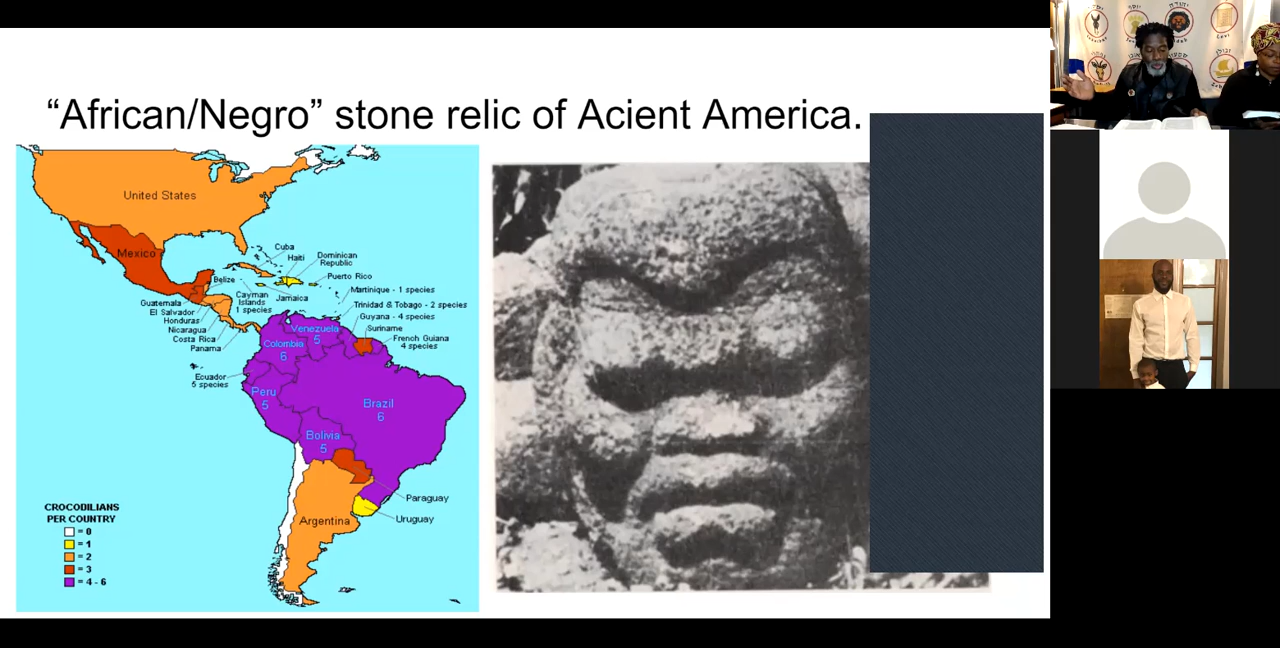 “African/Negro” stone relic of Acient America.
United States
Mexico
Cuba
Haiti
Dominican
Republic
Puerto Rico
Belize
Martinique - 1 species
Cayman
Islands
1 species
Jamaica
Trinidad & Tobago - 2 species
Guatemala
El Salvador
Honduras
Nicaragua
Costa Rica
Panama
Guyana - 4 species
Suriname
French Guiana
4 species
Venezuela
5
Colombia
6
Ecuador
6 species
Peru
5
Brazil
6
Bolivia
5
Paraguay
Uruguay
Argentina
CROCODILIANS
PER COUNTRY
= 0
= 1
= 2
= 3
= 4 - 6